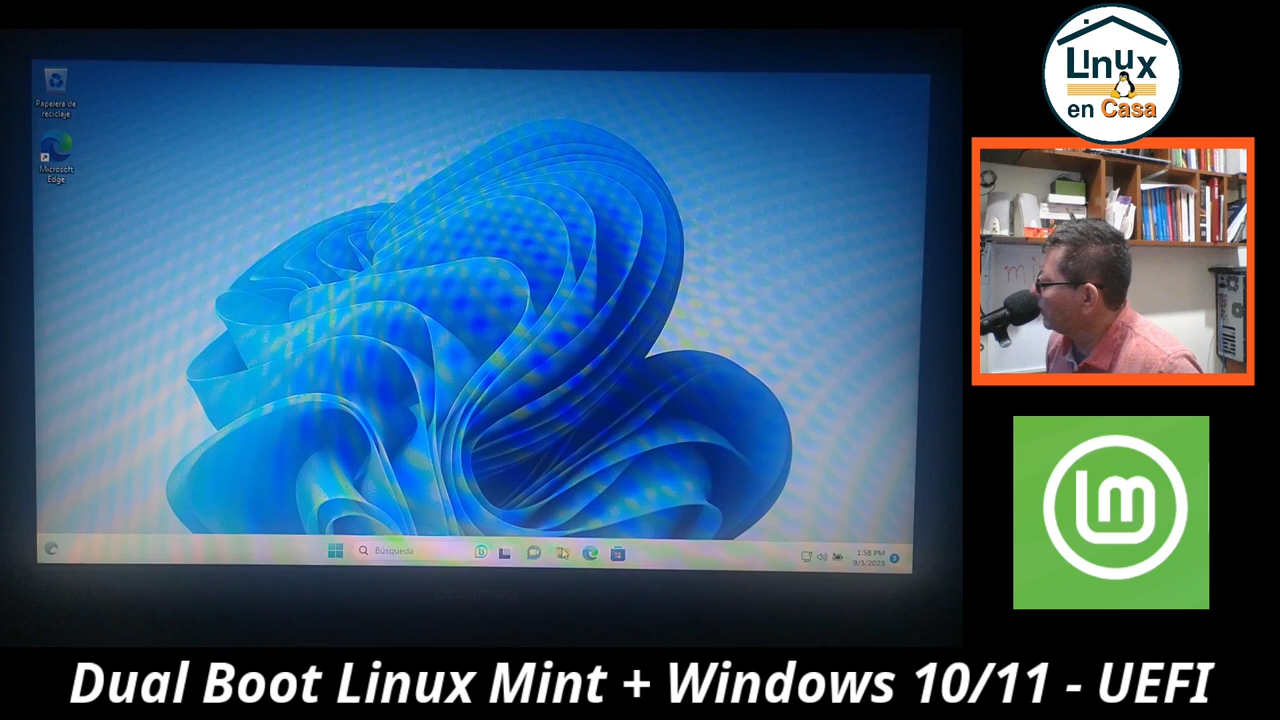 Papelera de
reciclaje
Microsoft
Edge
Búsqueda
1:58 PM
9/5/2023
Linux
en Casa
mi
Dual Boot Linux Mint + Windows 10/11 - UEFI